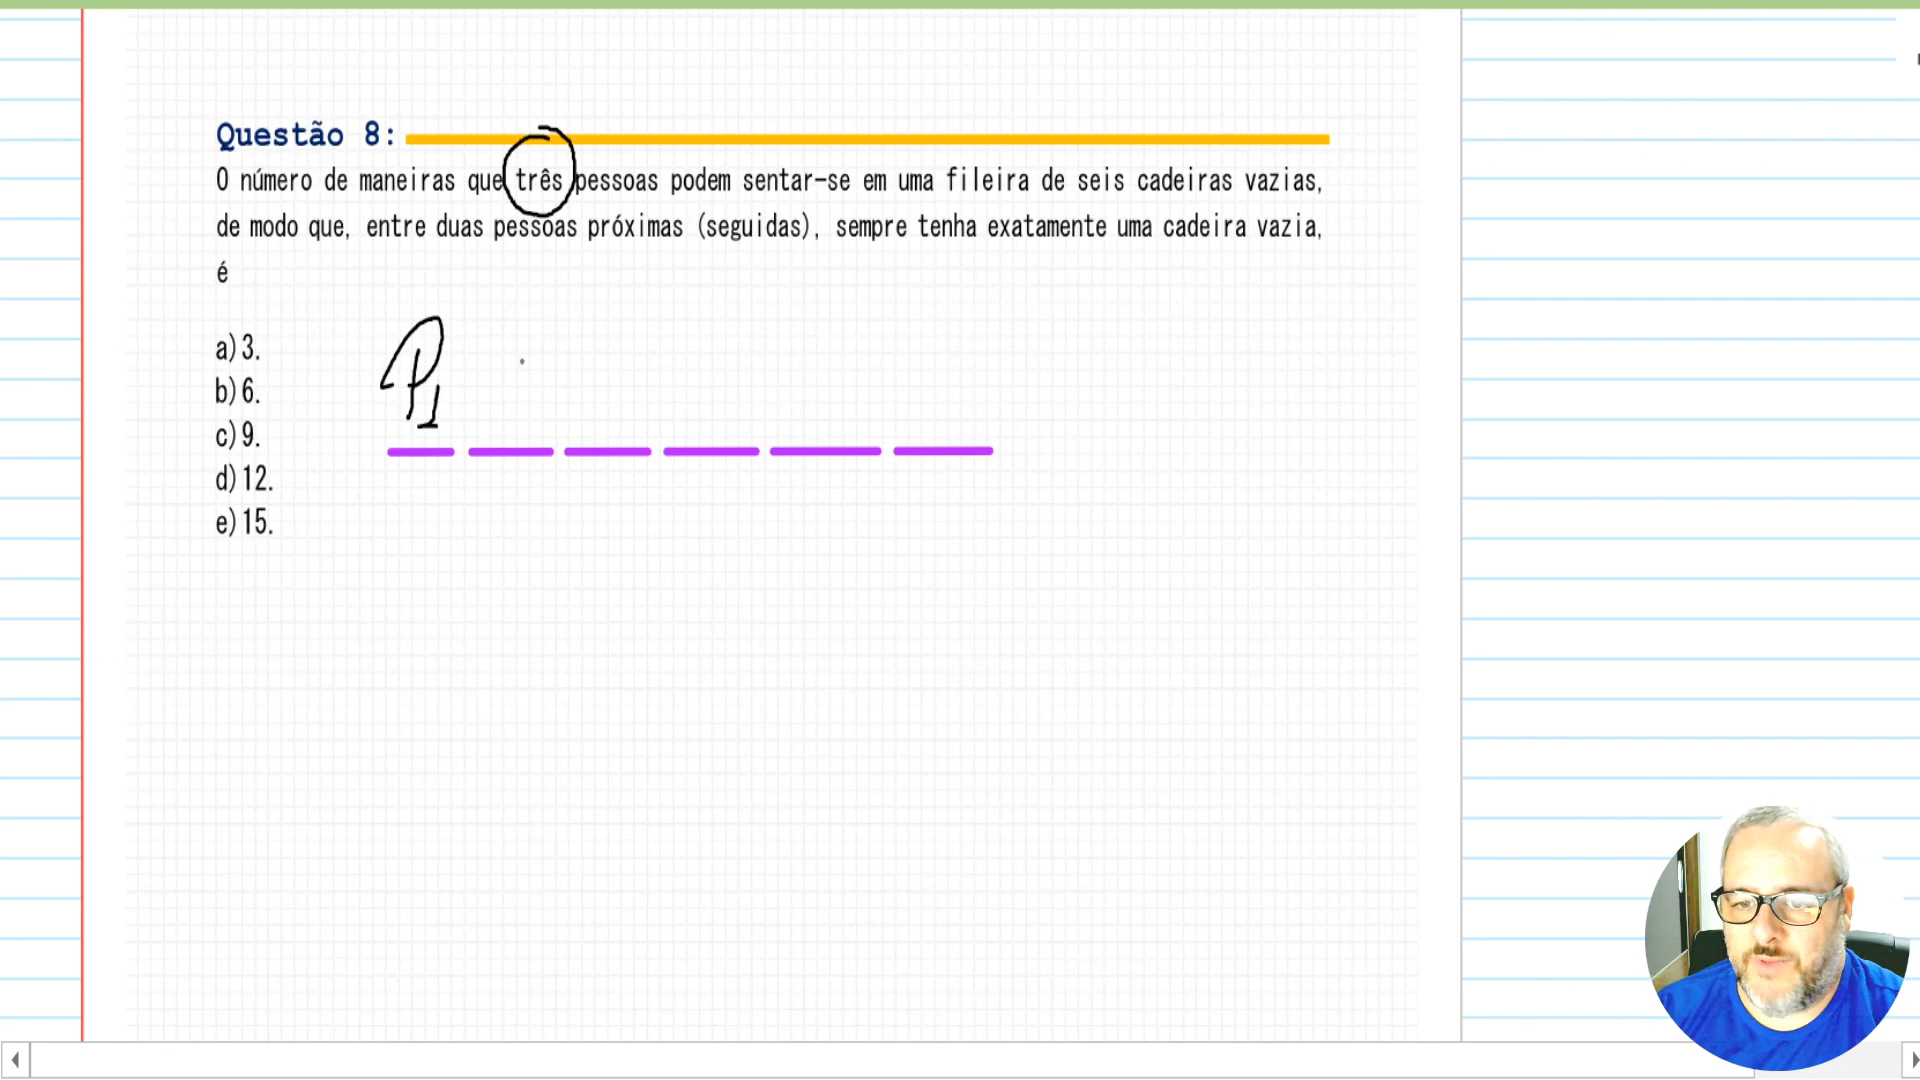 Questão 8:
O número de maneiras que três pessoas podem sentar-se em uma fileira de seis cadeiras vazias,
de modo que, entre duas pessoas próximas (seguidas), sempre tenha exatamente uma cadeira vazia,
é
a)3.
b)6.
c)9.
d)12.
e)15.
P1